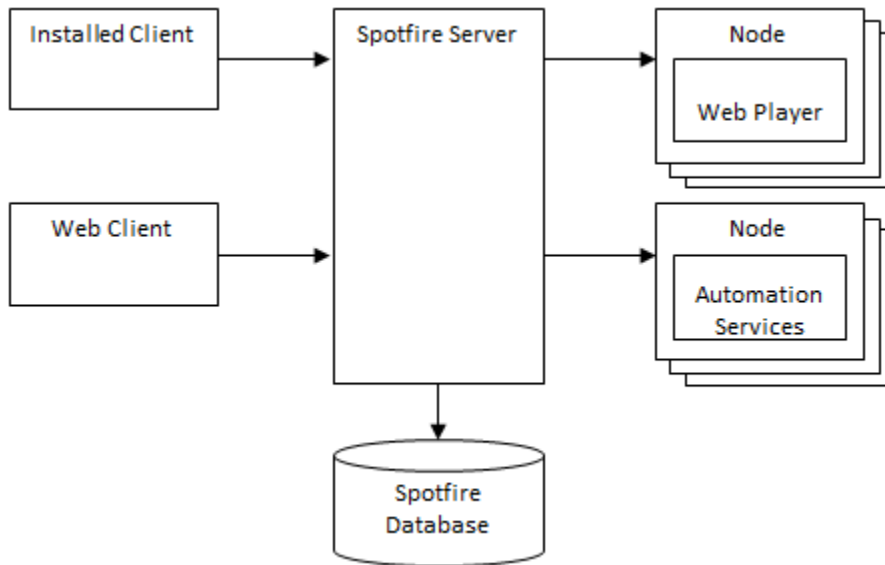 Installed Client
Spotfire Server
Node
Web Player
Web Client
Node
Automation
Services
Spotfire
Database